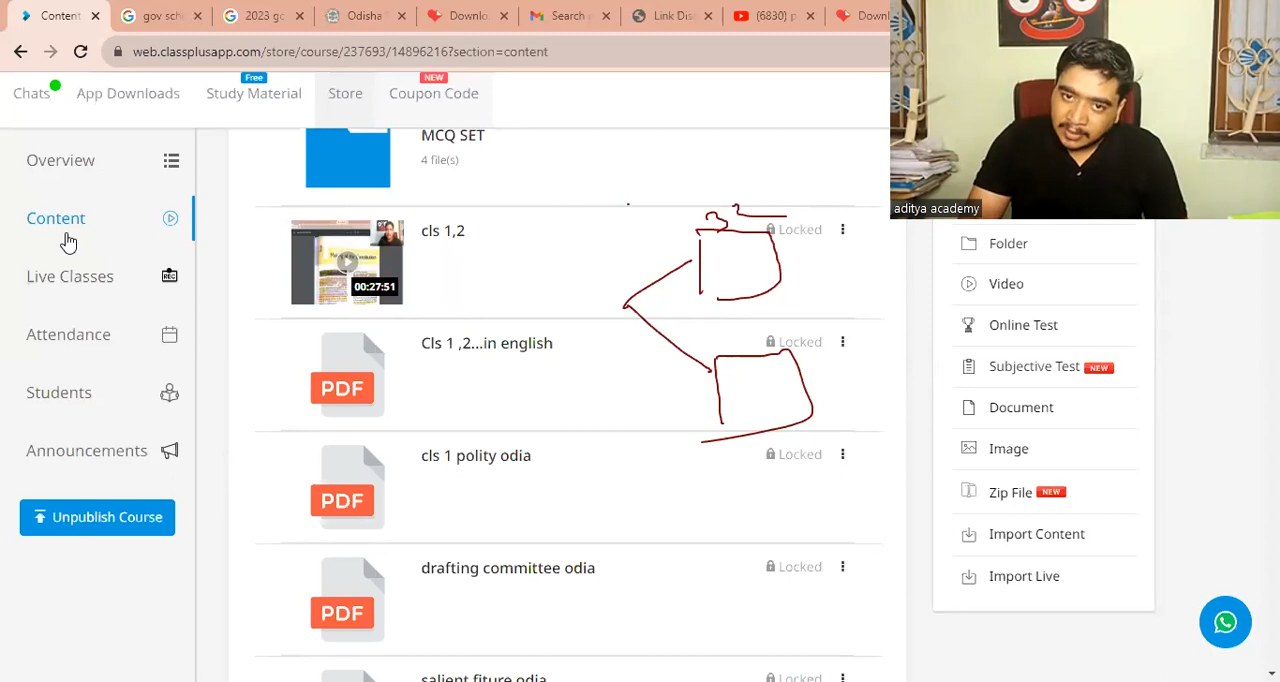 Content
gov sch
2023 go
Odisha T
Downlo
Search r
Link Dis
(6830) p
Downl
web.classplusapp.com/store/course/237693/14896216?section=content
Free
NEW
Chats
App Downloads
Study Material
Store
Coupon Code
aditya academy
Overview
Content
Live Classes
REC
Attendance
Students
Announcements
Unpublish Course
MCQ SET
4 file(s)
00:27:51
cls 1,2
Locked
PDF
Cls 1 ,2...in english
Locked
PDF
cls 1 polity odia
Locked
PDF
drafting committee odia
Locked
salient fiture odia
Locked
Folder
Video
Online Test
Subjective Test NEW
Document
Image
Zip File NEW
Import Content
Import Live